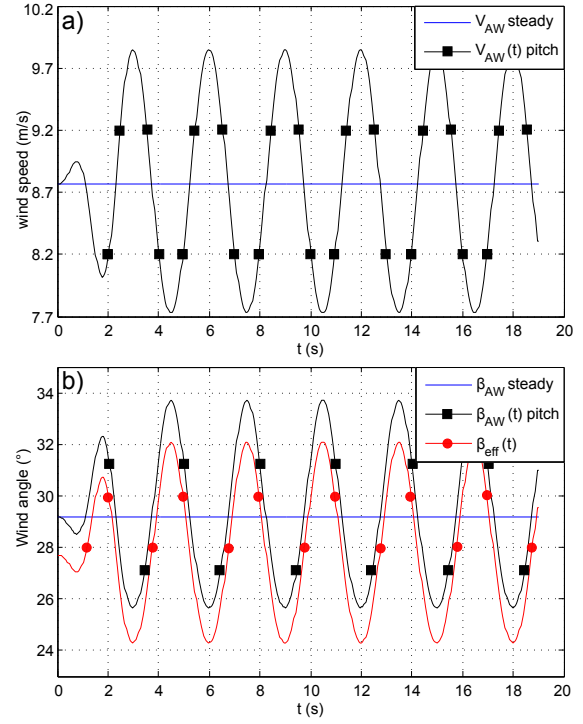 a)
10.2
9.7
9.2
8.7
8.2
7.7
wind speed (m/s)
V_AW steady
V_AW (t) pitch
0 2 4 6 8 10 12 14 16 18 20
t (s)
b)
34
32
30
28
26
24
Wind angle (°)
β_AW steady
β_AW (t) pitch
β_eff (t)
0 2 4 6 8 10 12 14 16 18 20
t (s)